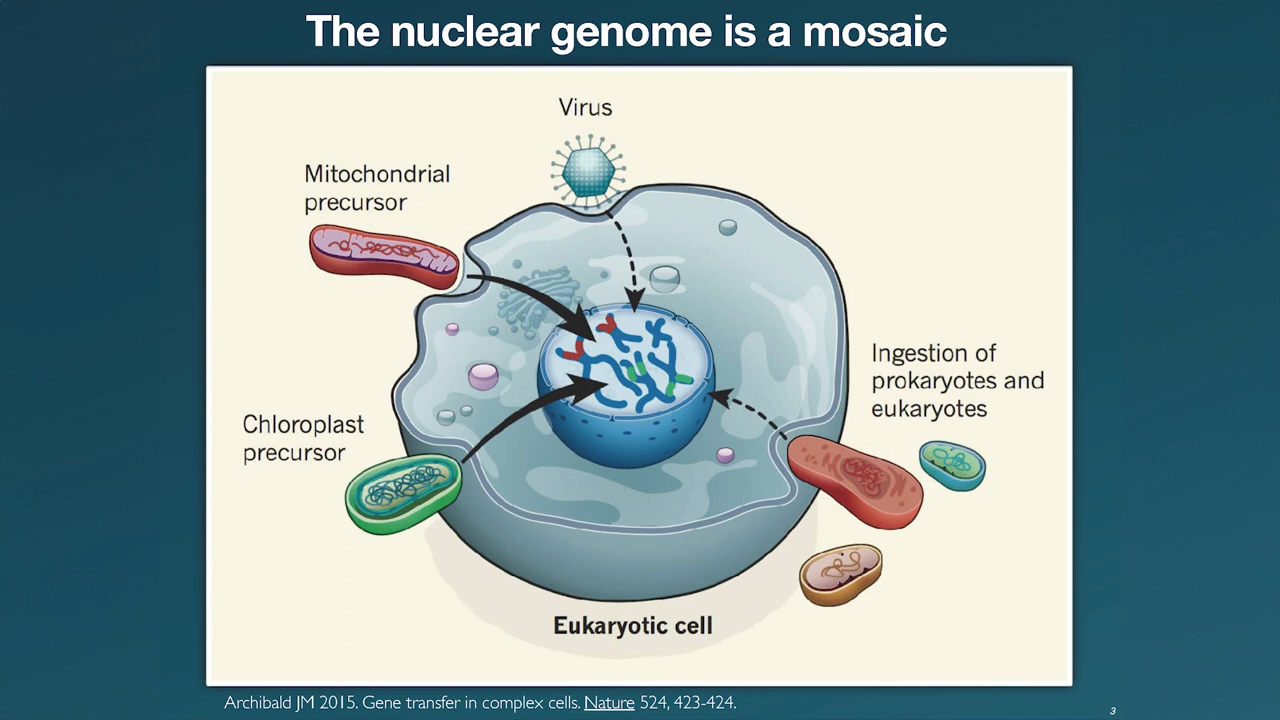 The nuclear genome is a mosaic
Virus
Mitochondrial
precursor
Ingestion of
prokaryotes and
eukaryotes
Chloroplast
precursor
Eukaryotic cell
Archibald JM 2015. Gene transfer in complex cells. Nature 524, 423-424.
3